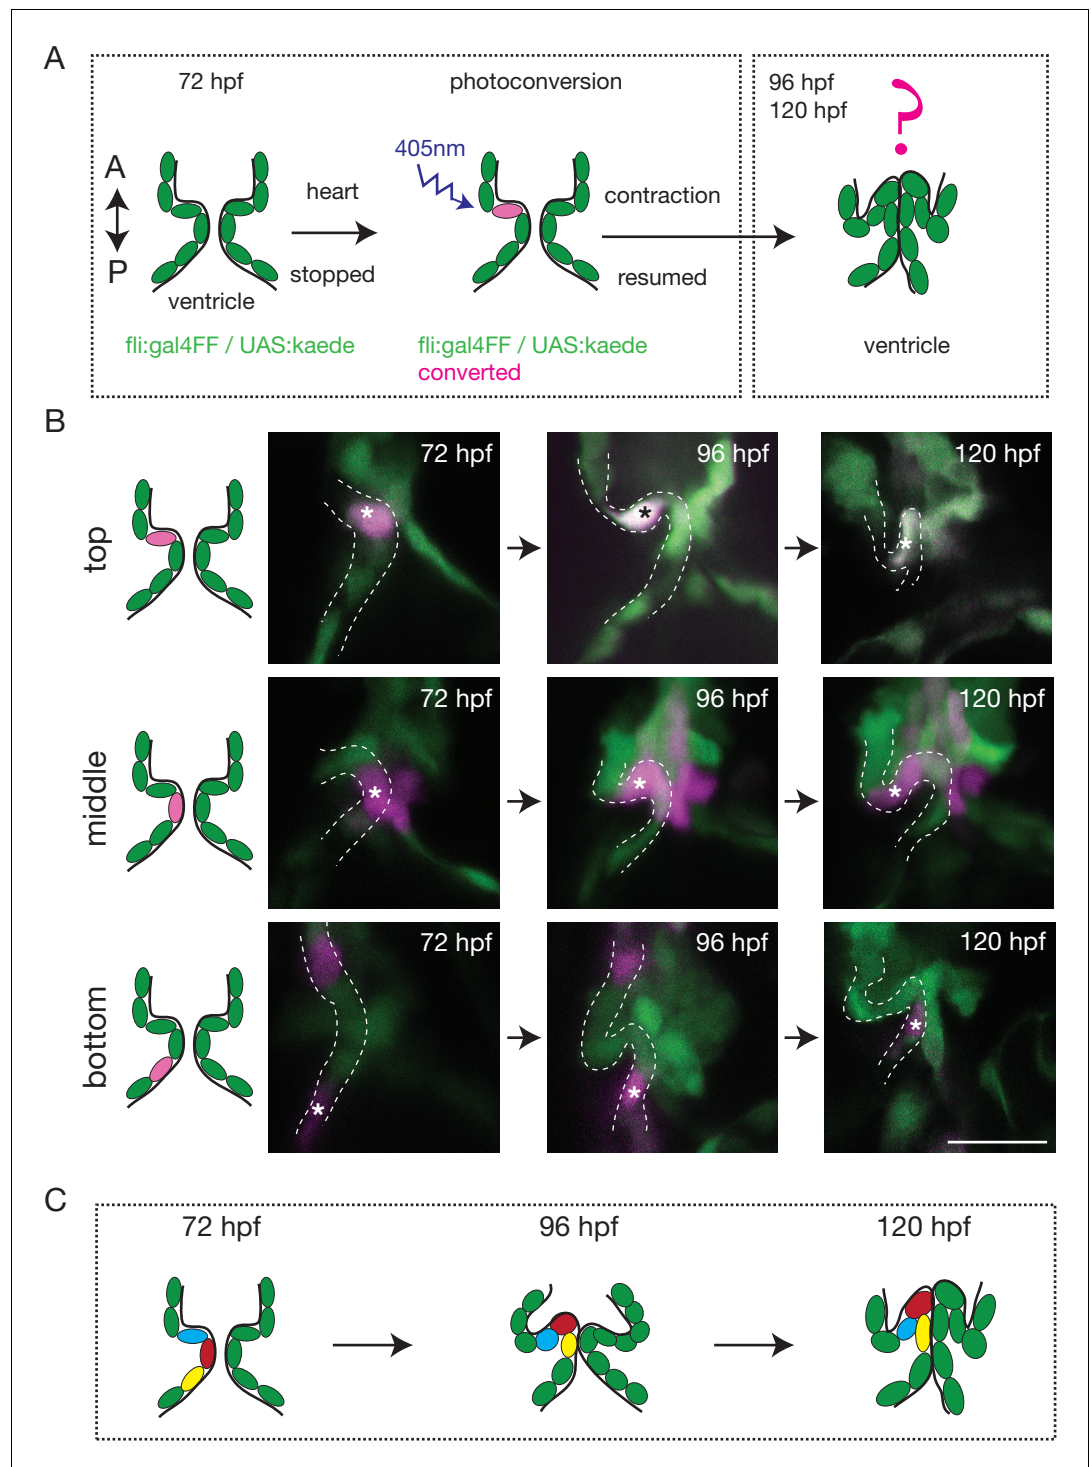 A
72 hpf
photoconversion
96 hpf
120 hpf
?
405nm
A
P
heart
stopped
contraction
resumed
ventricle
ventricle
fli:gal4FF / UAS:kaede
fli:gal4FF / UAS:kaede
converted
B
top
72 hpf
96 hpf
120 hpf
*
*
*
middle
72 hpf
96 hpf
120 hpf
*
*
*
bottom
72 hpf
96 hpf
120 hpf
*
*
*
C
72 hpf
96 hpf
120 hpf